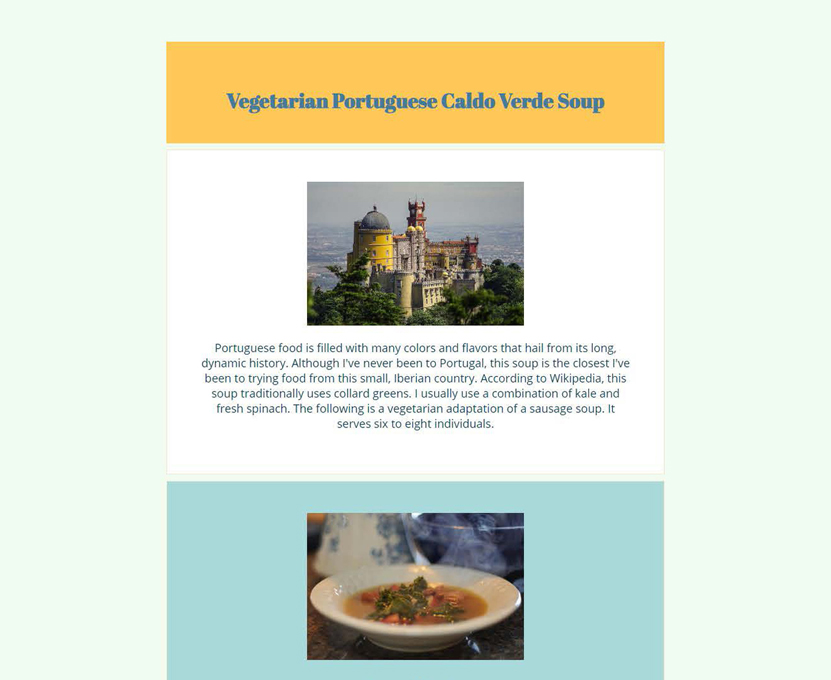 Vegetarian Portuguese Caldo Verde Soup
Portuguese food is filled with many colors and flavors that hail from its long,
dynamic history. Although I've never been to Portugal, this soup is the closest I've
been to trying food from this small, Iberian country. According to Wikipedia, this
soup traditionally uses collard greens. I usually use a combination of kale and
fresh spinach. The following is a vegetarian adaptation of a sausage soup. It
serves six to eight individuals.